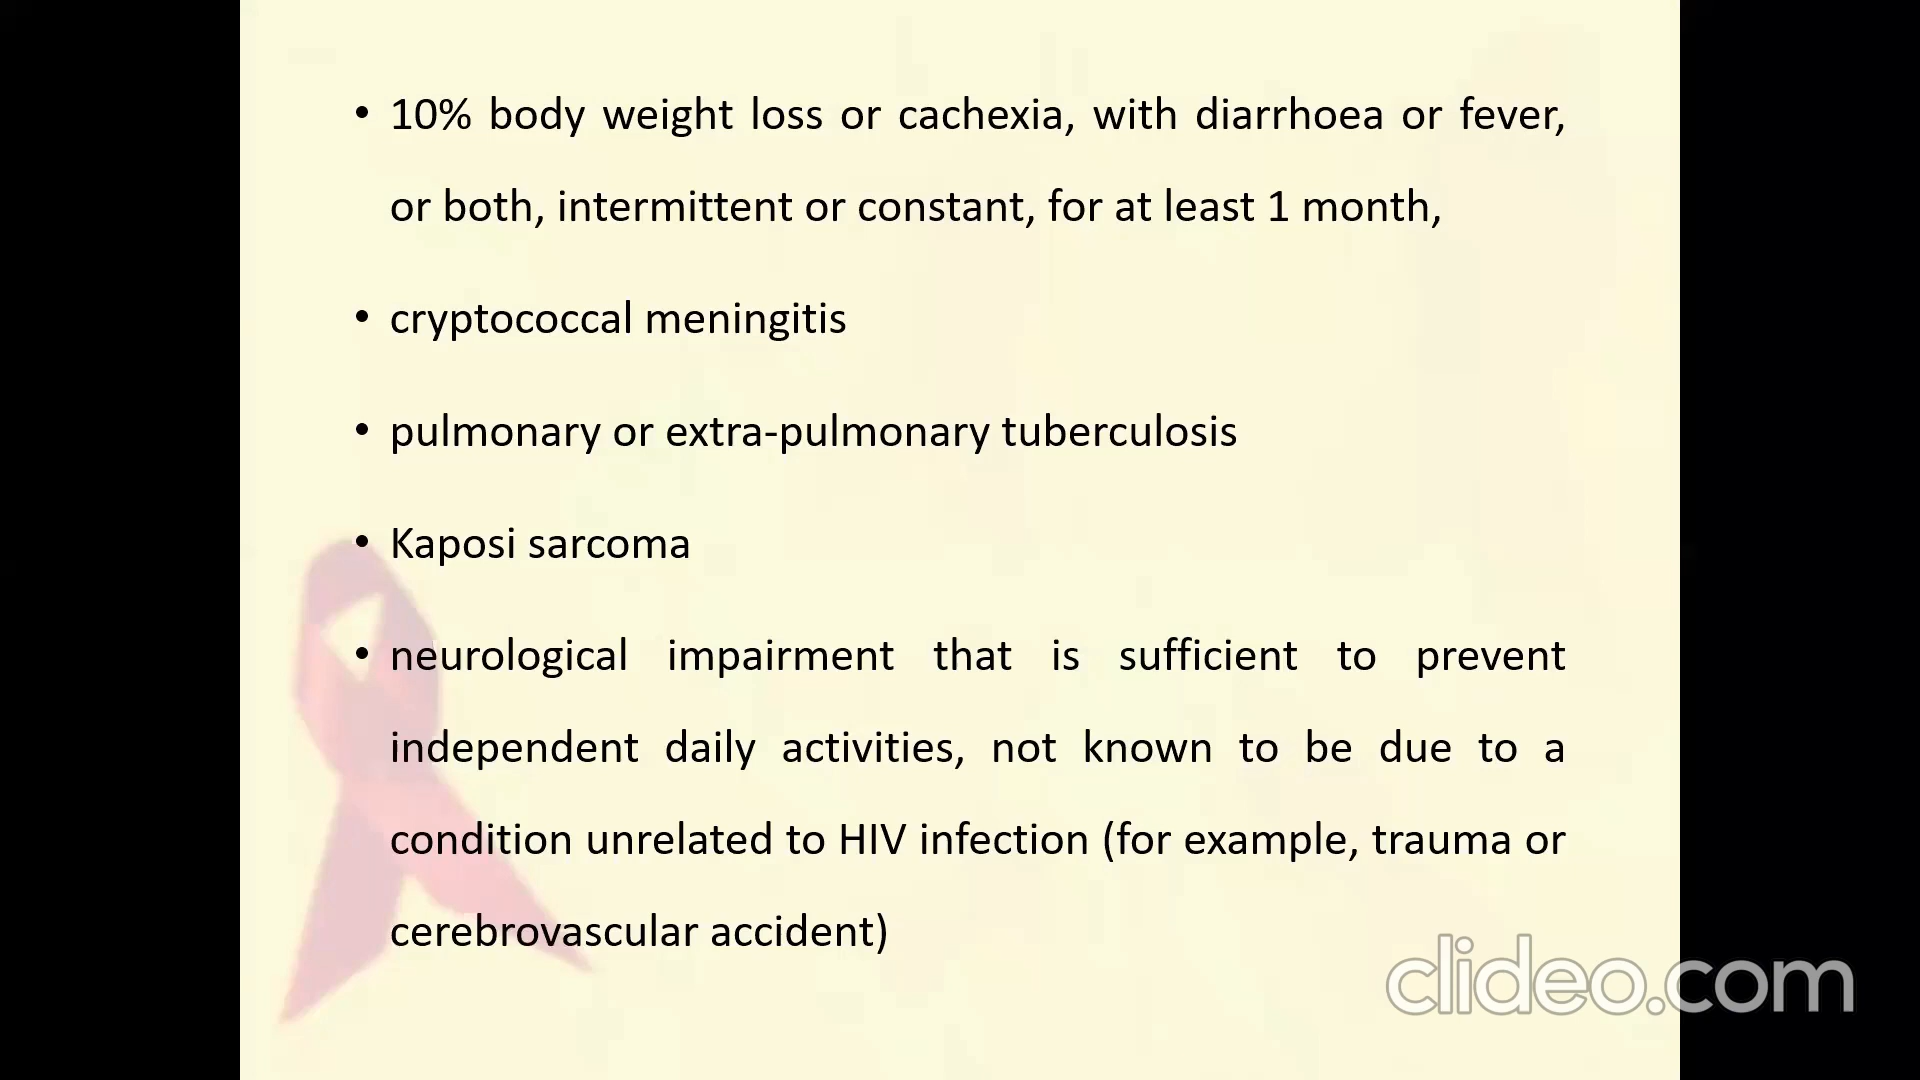 • 10% body weight loss or cachexia, with diarrhoea or fever,
or both, intermittent or constant, for at least 1 month,
• cryptococcal meningitis
• pulmonary or extra-pulmonary tuberculosis
• Kaposi sarcoma
• neurological impairment that is sufficient to prevent
independent daily activities, not known to be due to a
condition unrelated to HIV infection (for example, trauma or
cerebrovascular accident)
clideo.com